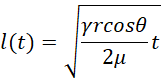 l(t) = √(γrcosθ/2μ t)